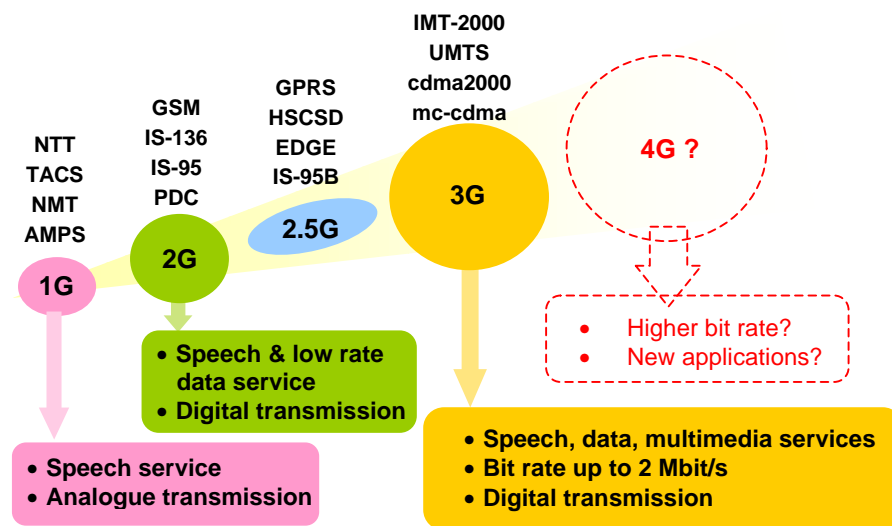 NTT
TACS
NMT
AMPS
1G
• Speech service
• Analogue transmission
GSM
IS-136
IS-95
PDC
2G
• Speech & low rate
data service
• Digital transmission
GPRS
HSCSD
EDGE
IS-95B
2.5G
IMT-2000
UMTS
cdma2000
mc-cdma
3G
• Speech, data, multimedia services
• Bit rate up to 2 Mbit/s
• Digital transmission
4G ?
• Higher bit rate?
• New applications?